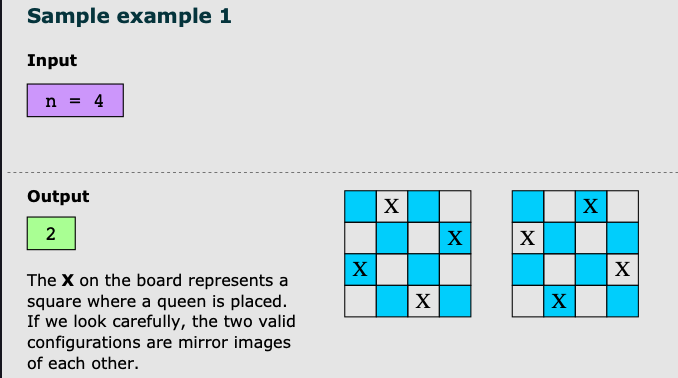 Sample example 1
Input
n = 4
Output
2
The X on the board represents a
square where a queen is placed.
If we look carefully, the two valid
configurations are mirror images
of each other.
X
X
X
X
X
X
X
X